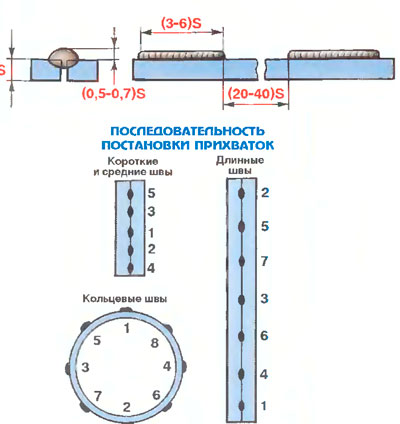 (3-6)S
S
(0,5-0,7)S
(20-40)S
ПОСЛЕДОВАТЕЛЬНОСТЬ
ПОСТАНОВКИ ПРИХВАТОК
Короткие
и средние швы
5
3
1
2
4
Длинные
швы
2
5
7
3
6
4
1
Кольцевые швы
1
5
8
3
4
7
6
2